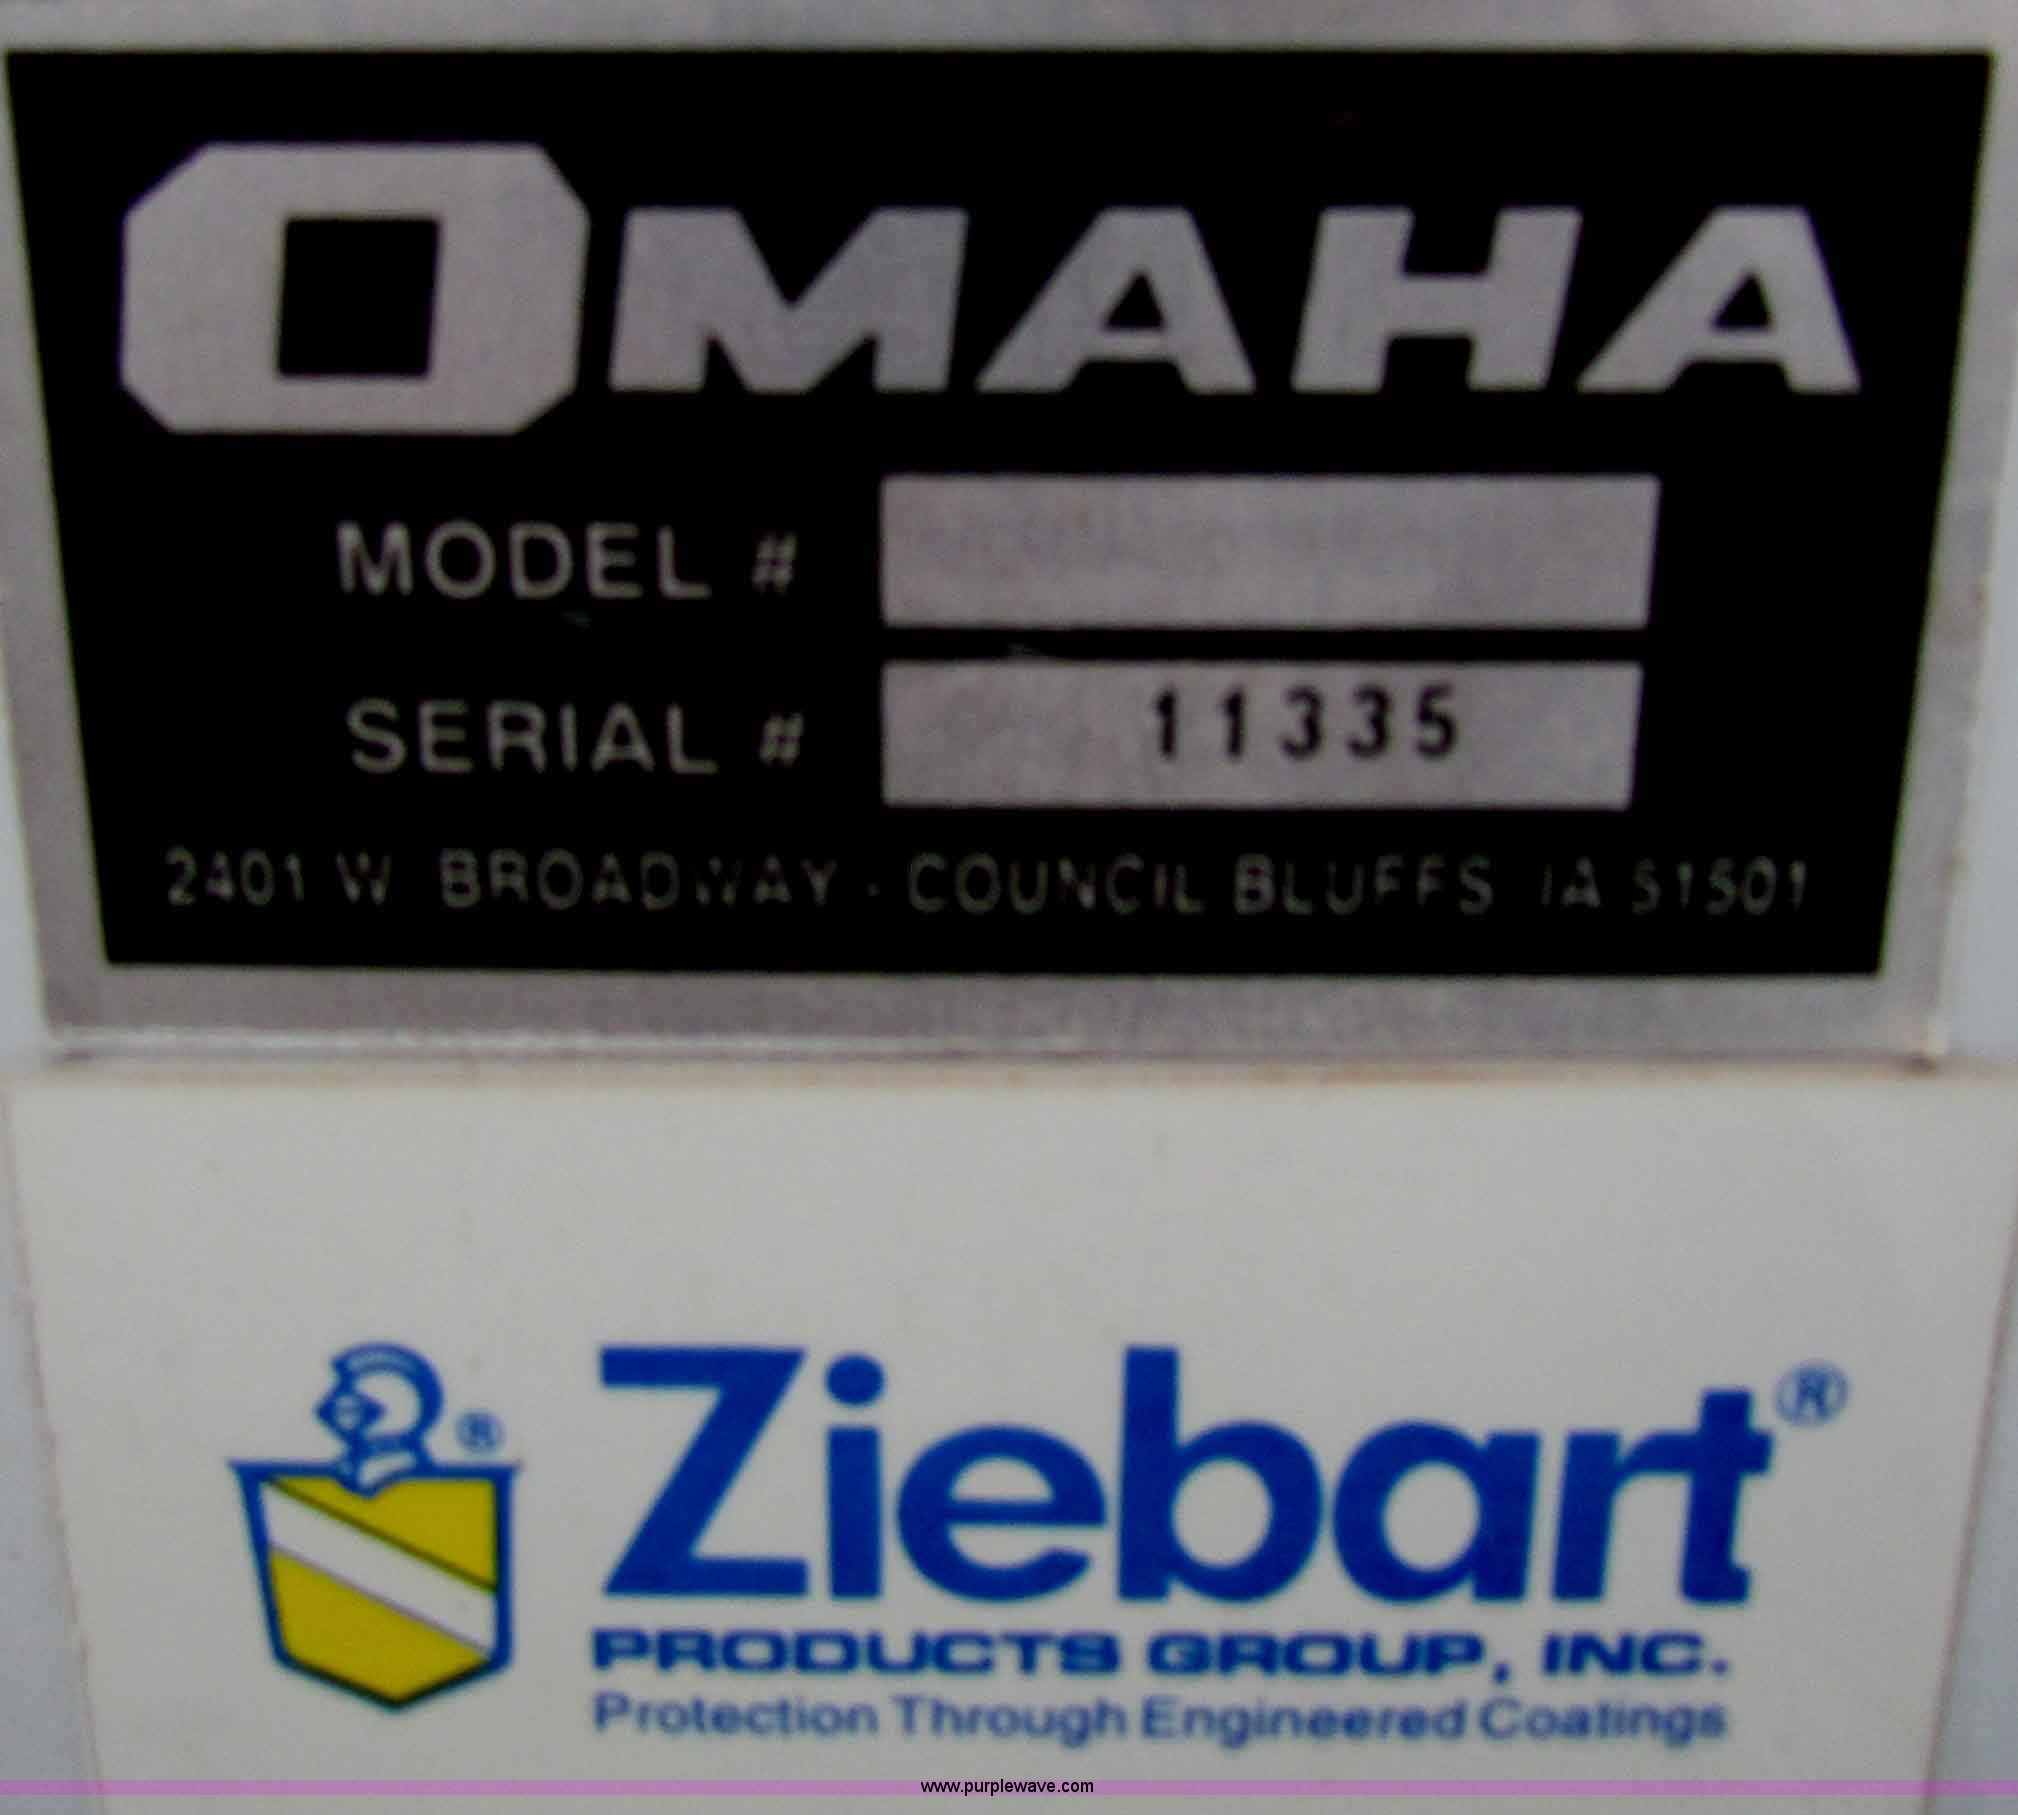 OMAHA
MODEL #
SERIAL # 11335
2401 W BROADWAY - COUNCIL BLUFFS IA 51501
® Ziebart®
PRODUCTS GROUP, INC.
Protection Through Engineered Coatings
www.purplewave.com